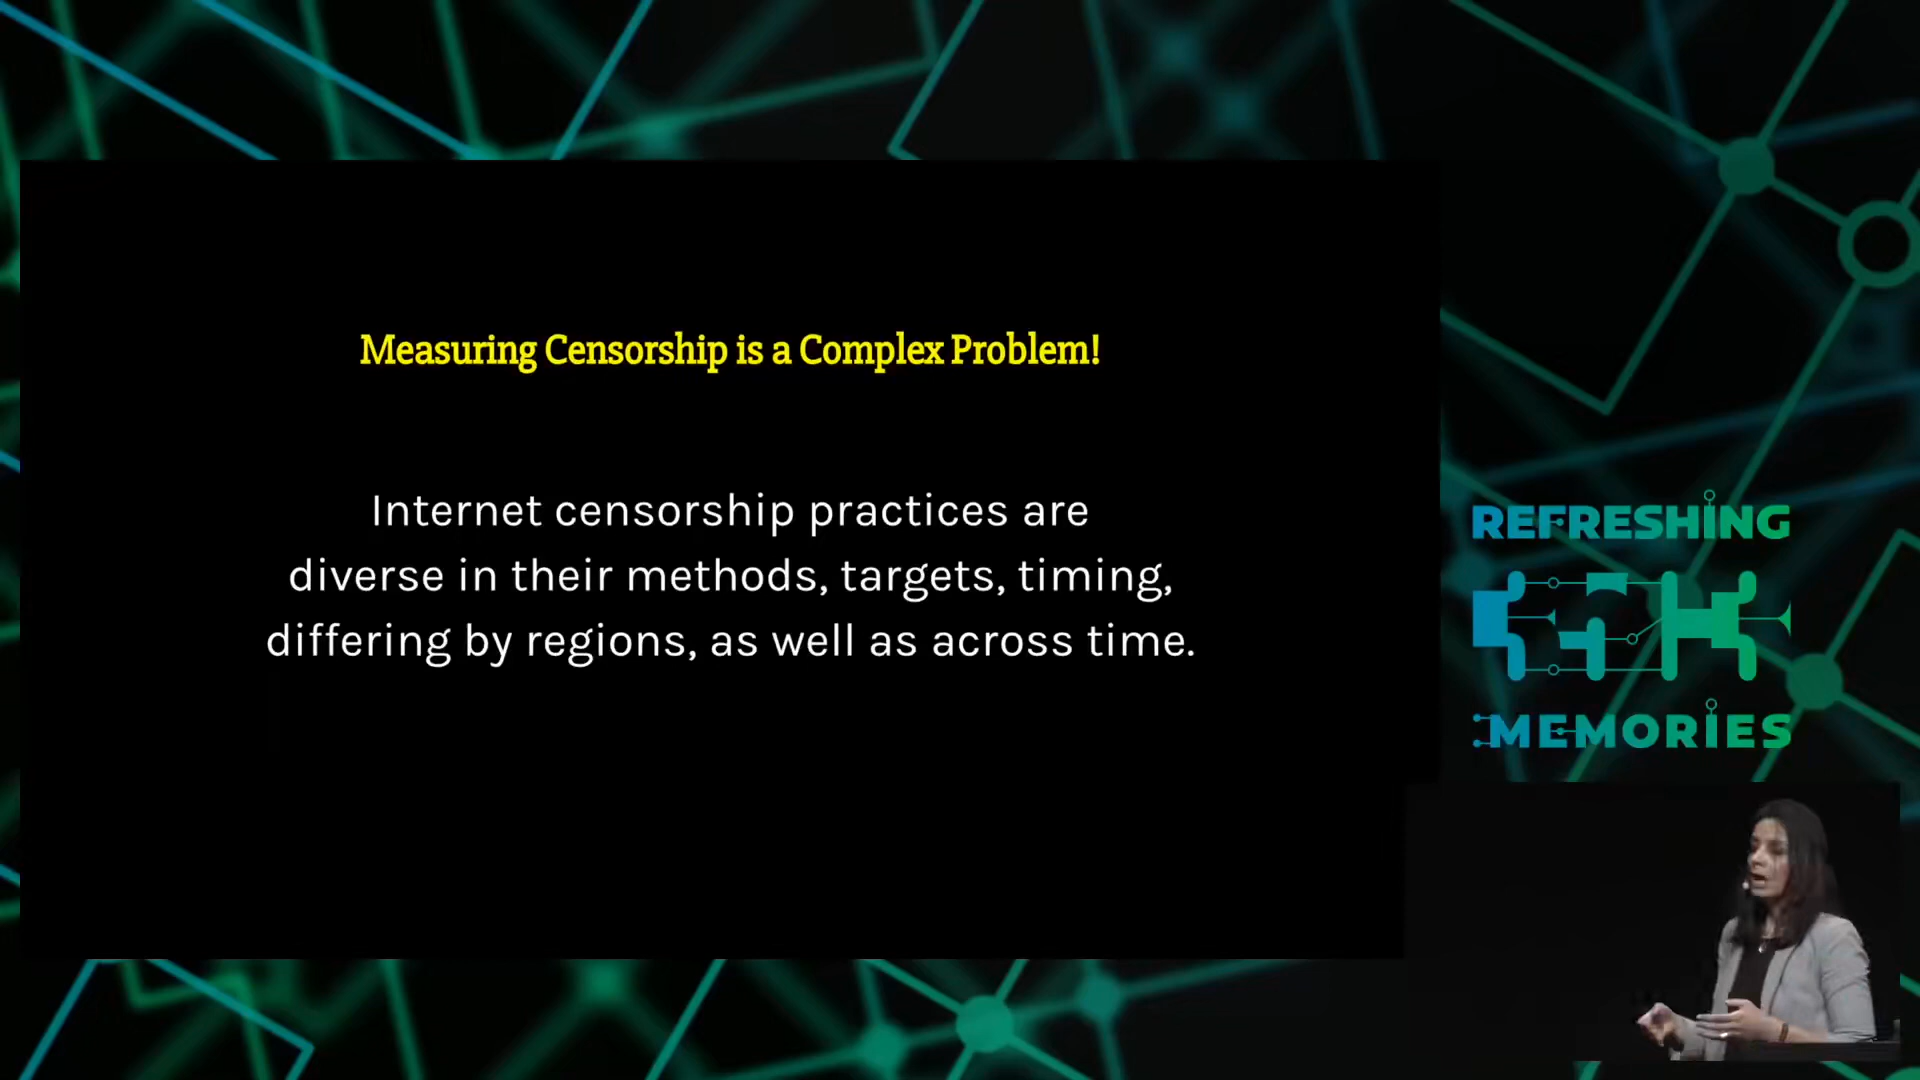 Measuring Censorship is a Complex Problem!
Internet censorship practices are
diverse in their methods, targets, timing,
differing by regions, as well as across time.
REFRESHING
MEMORIES